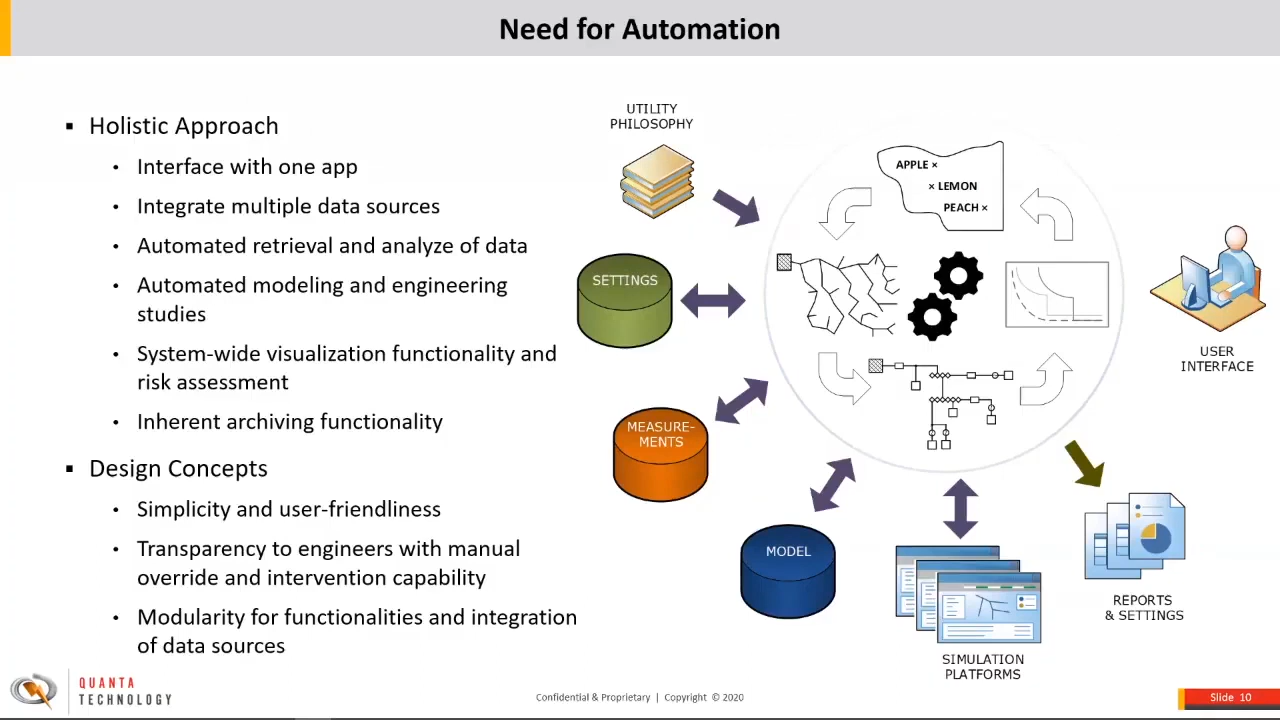 Need for Automation
▪ Holistic Approach
• Interface with one app
• Integrate multiple data sources
• Automated retrieval and analyze of data
• Automated modeling and engineering
studies
• System-wide visualization functionality and
risk assessment
• Inherent archiving functionality
▪ Design Concepts
• Simplicity and user-friendliness
• Transparency to engineers with manual
override and intervention capability
• Modularity for functionalities and integration
of data sources
UTILITY
PHILOSOPHY
SETTINGS
MEASURE-
MENTS
MODEL
APPLE ×
× LEMON
PEACH ×
USER
INTERFACE
REPORTS
& SETTINGS
SIMULATION
PLATFORMS
QUANTA
TECHNOLOGY
Confidential & Proprietary | Copyright © 2020
Slide 10